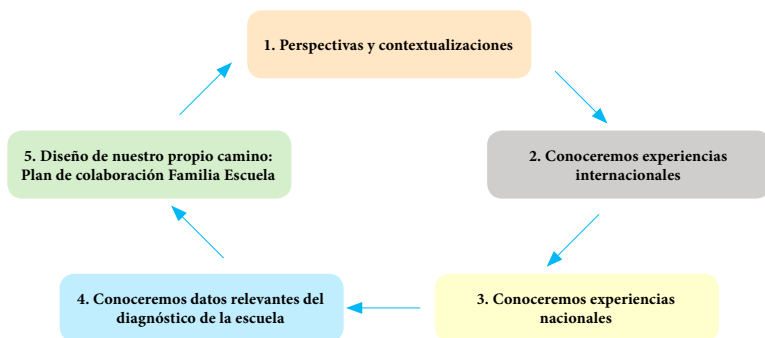 1. Perspectivas y contextualizaciones
2. Conoceremos experiencias
internacionales
3. Conoceremos experiencias
nacionales
4. Conoceremos datos relevantes del
diagnóstico de la escuela
5. Diseño de nuestro propio camino:
Plan de colaboración Familia Escuela